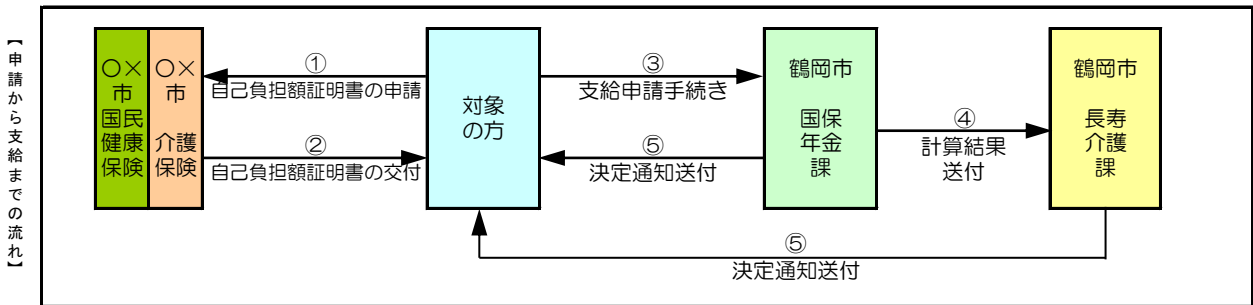 【申請から支給までの流れ】
〇×
市
国民
健康
保険
〇×
市
介護
保険
①
自己負担額証明書の申請
②
自己負担額証明書の交付
対象
の方
③
支給申請手続き
⑤
決定通知送付
鶴岡市
国保
年金
課
④
計算結果
送付
鶴岡市
長寿
介護
課
⑤
決定通知送付